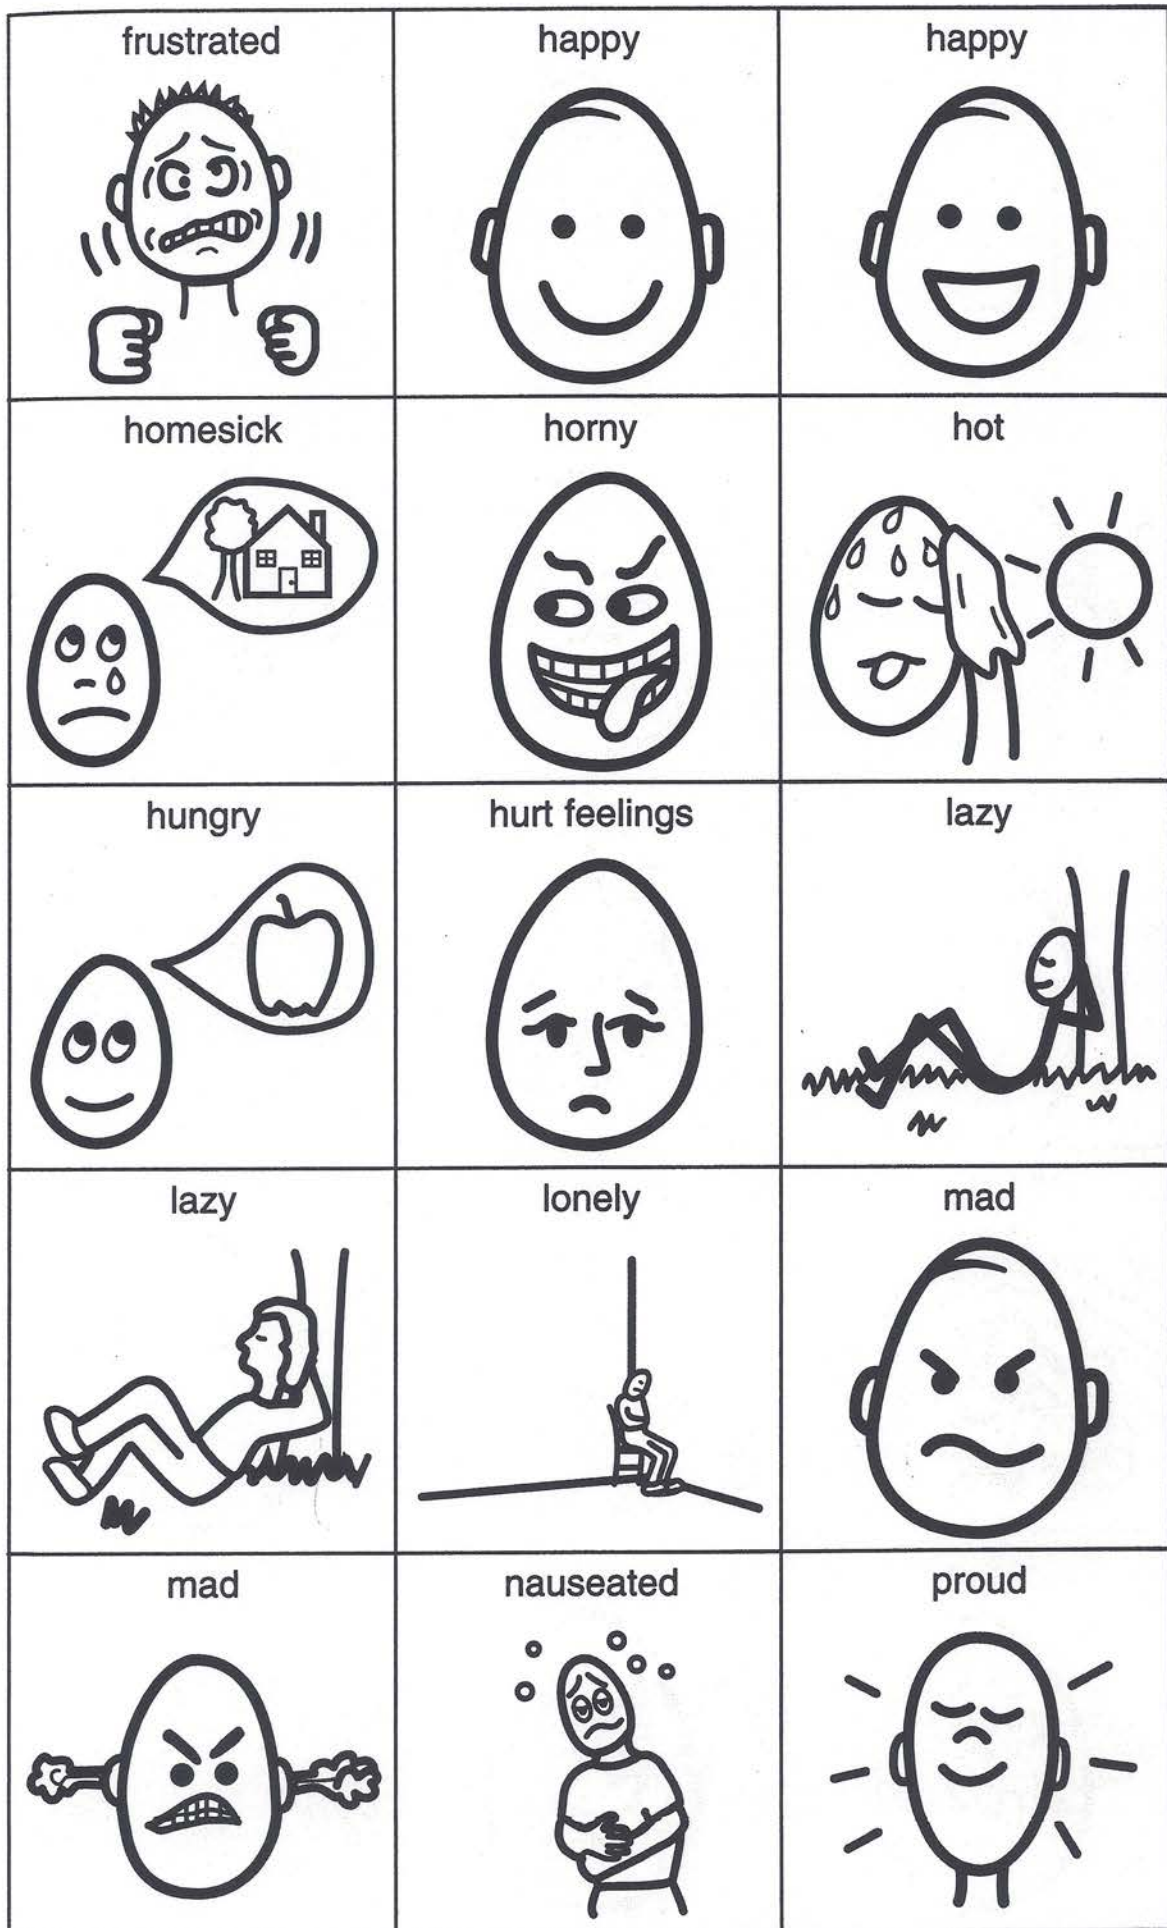 frustrated
happy
happy
homesick
horny
hot
hungry
hurt feelings
lazy
lazy
lonely
mad
mad
nauseated
proud